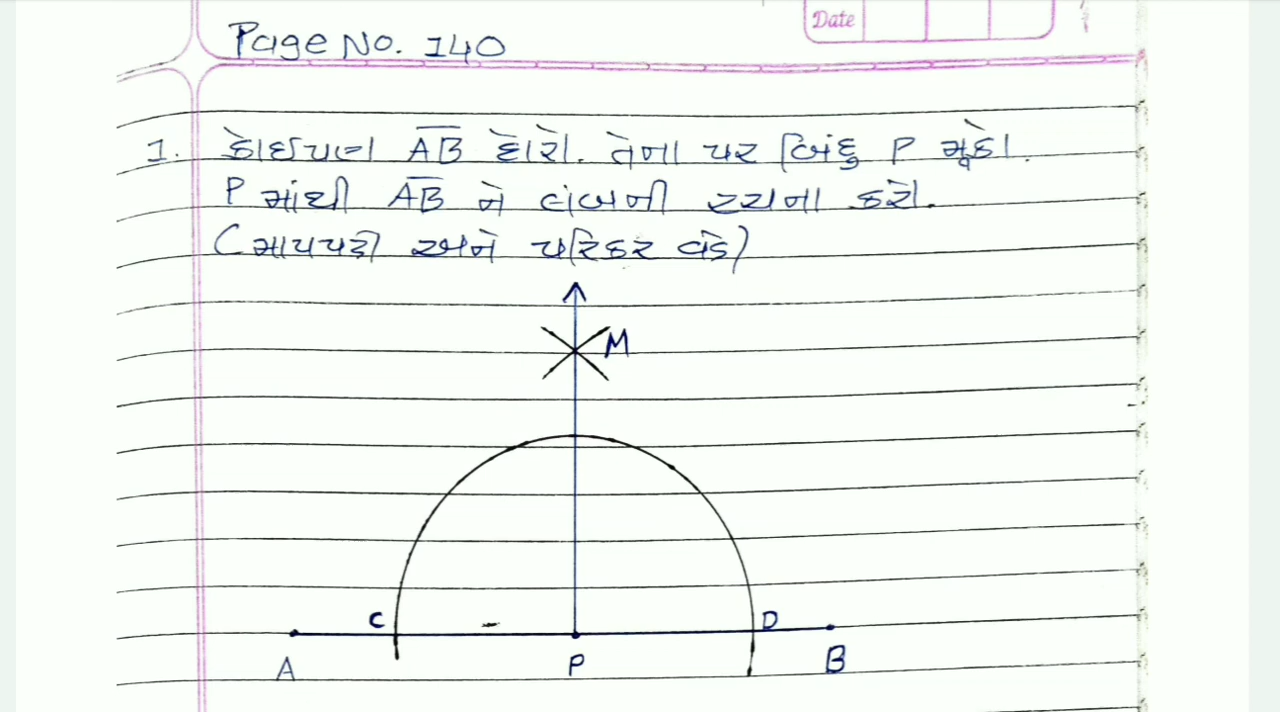 Date
Page No. 140
1. કોઈપણ AB દોરો. તેના પર બિંદુ P મૂકો.
P માંથી AB ને લંબની રચના કરો.
(માપપટ્ટી અને પરિકર વડે)
M
C D
A P B